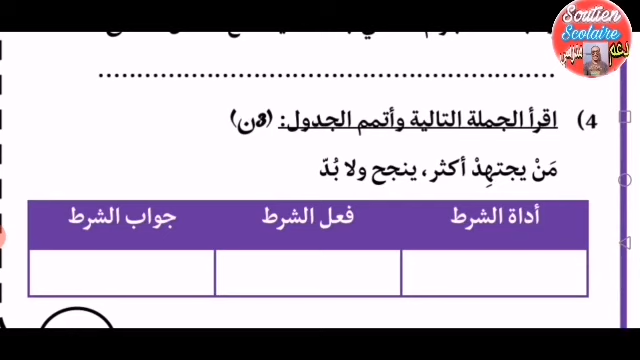 Soutien
Scolaire
................................................
4) اقرأ الجملة التالية وأتمم الجدول: (3ن)
مَنْ يجتهِدْ أكثر، ينجح ولا بُدّ
أداة الشرط فعل الشرط جواب الشرط